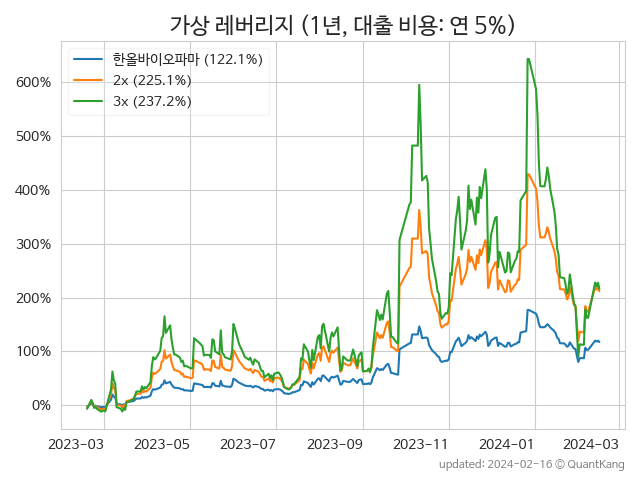 가상 레버리지 (1년, 대출 비용: 연 5%)
한올바이오파마 (122.1%)
2x (225.1%)
3x (237.2%)
600%
500%
400%
300%
200%
100%
0%
2023-03 2023-05 2023-07 2023-09 2023-11 2024-01 2024-03
updated: 2024-02-16 © QuantKang